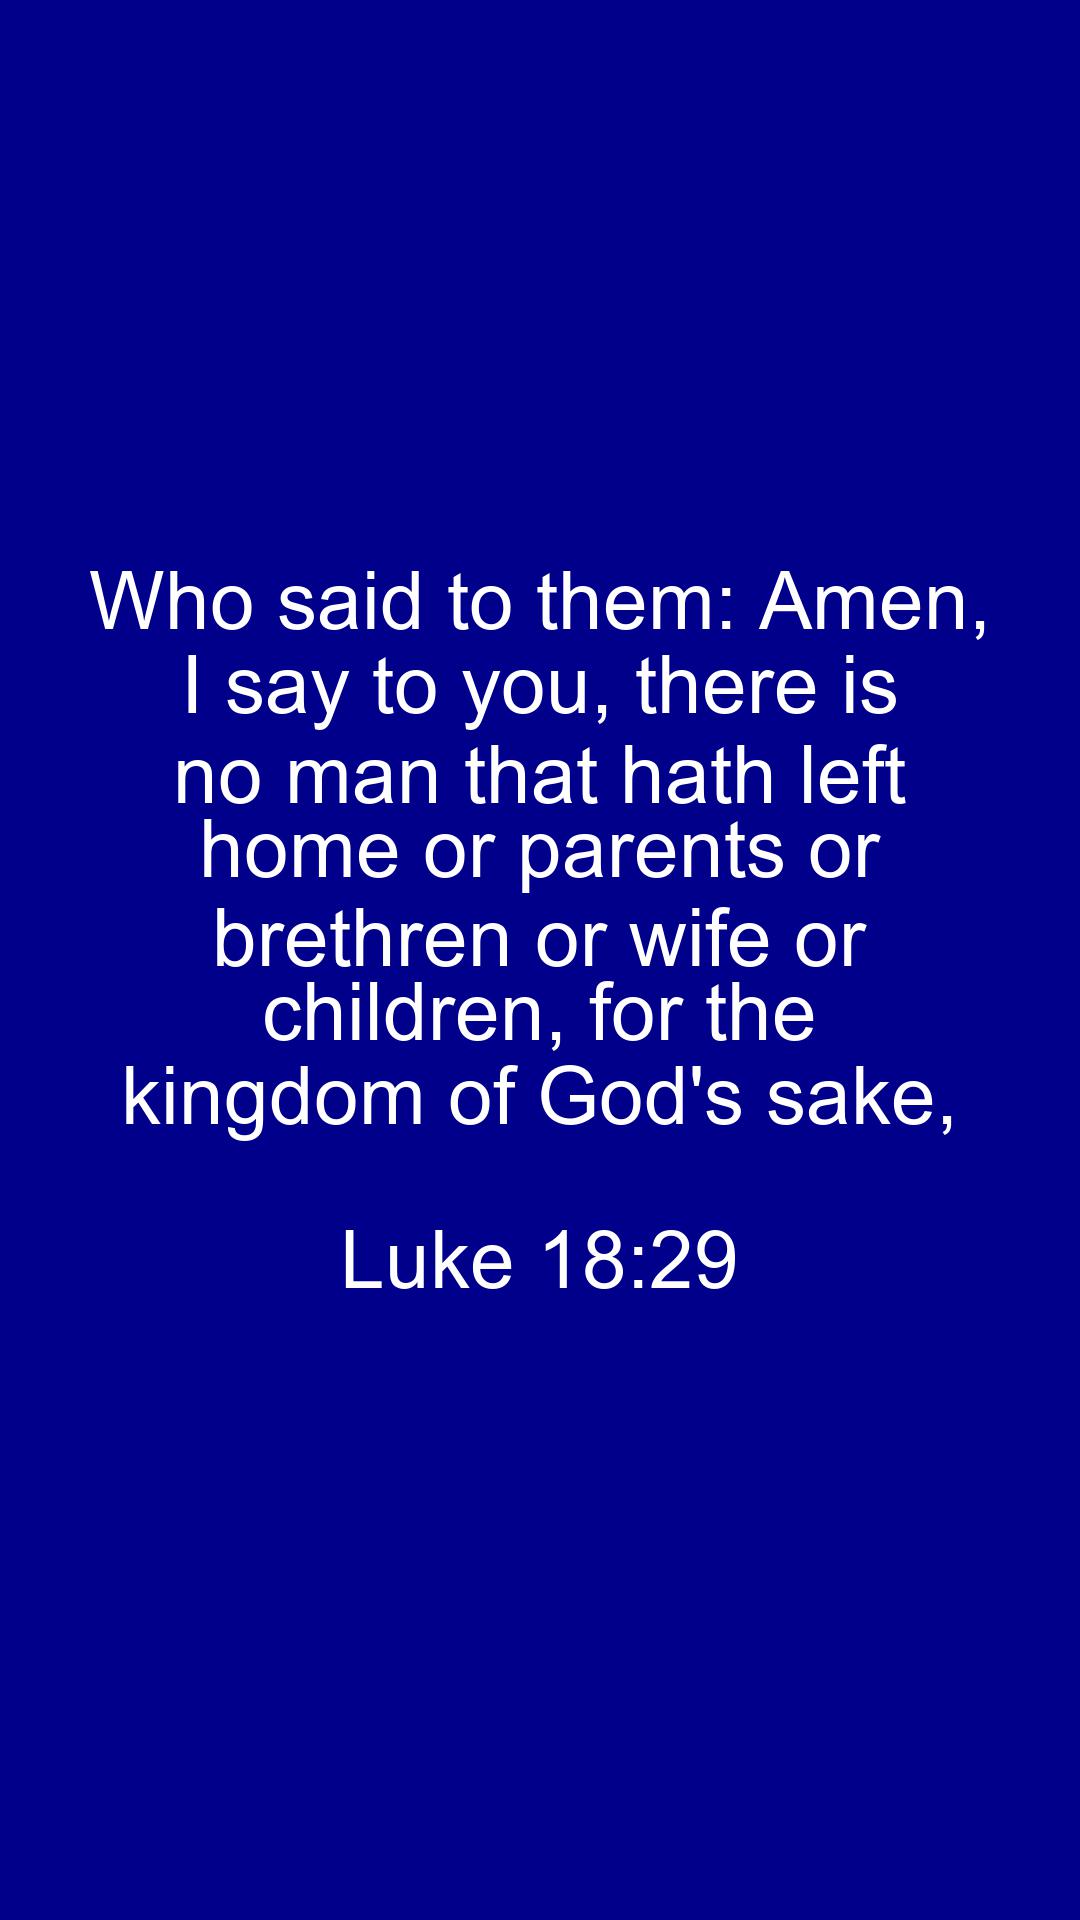 Who said to them: Amen,
I say to you, there is
no man that hath left
home or parents or
brethren or wife or
children, for the
kingdom of God's sake,
Luke 18:29